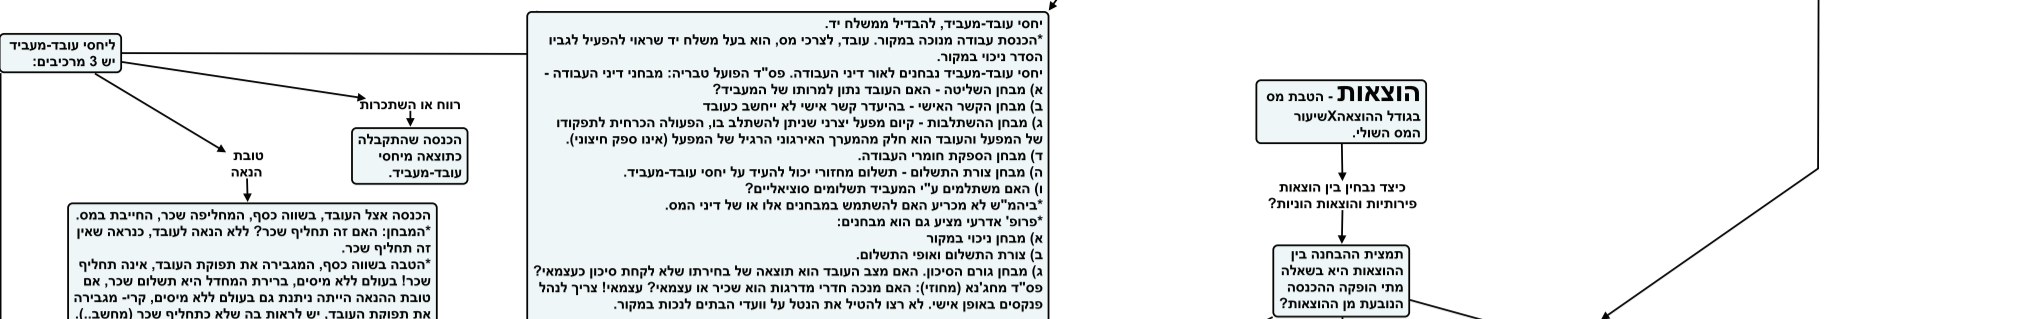 הוצאות - הטבת מס
בגודל ההוצאהXשיעור
המס השולי.
כיצד נבחין בין הוצאות
פירותיות והוצאות הוניות?
תמצית ההבחנה בין
ההוצאות היא בשאלה
מתי הופקה ההכנסה
הנובעת מן ההוצאות?
יחסי עובד-מעביד, להבדיל ממשלח יד.
*הכנסת עבודה מנוכה במקור. עובד, לצרכי מס, הוא בעל משלח יד שראוי להפעיל לגביו
הסדר ניכוי במקור.
יחסי עובד-מעביד נבחנים לאור דיני העבודה. פס"ד הפועל טבריה: מבחני דיני העבודה -
א) מבחן השליטה - האם העובד נתון למרותו של המעביד?
ב) מבחן הקשר האישי - בהיעדר קשר אישי לא ייחשב כעובד
ג) מבחן ההשתלבות - קיום מפעל יצרני שניתן להשתלב בו, הפעולה הכרחית לתפקודו
של המפעל והעובד הוא חלק מהמערך האירגוני הרגיל של המפעל (אינו ספק חיצוני).
ד) מבחן הספקת חומרי העבודה.
ה) מבחן צורת התשלום - תשלום מחזורי יכול להעיד על יחסי עובד-מעביד.
ו) האם משתלמים ע"י המעביד תשלומים סוציאליים?
*ביהמ"ש לא מכריע האם להשתמש במבחנים אלו או של דיני המס.
*פרופ' אדרעי מציע גם הוא מבחנים:
א) מבחן ניכוי במקור
ב) צורת התשלום ואופי התשלום.
ג) מבחן גורם הסיכון. האם מצב העובד הוא תוצאה של בחירתו שלא לקחת סיכון כעצמאי?
פס"ד מחג'נא (מחוזי): האם מנכה חדרי מדרגות הוא שכיר או עצמאי? עצמאי! צריך לנהל
פנקסים באופן אישי. לא רצו להטיל את הנטל על וועדי הבתים לנכות במקור.
ליחסי עובד-מעביד
יש 3 מרכיבים:
רווח או השתכרות
הכנסה שהתקבלה
כתוצאה מיחסי
עובד-מעביד.
טובת
הנאה
הכנסה אצל העובד, בשווה כסף, המחליפה שכר, החייבת במס.
*המבחן: האם זה תחליף שכר? ללא הנאה לעובד, כנראה שאין
זה תחליף שכר.
*הטבה בשווה כסף, המגבירה את תפוקת העובד, אינה תחליף
שכר! בעולם ללא מיסים, ברירת המחדל היא תשלום שכר, אם
טובת ההנאה הייתה ניתנת גם בעולם ללא מיסים, קרי- מגבירה
את תפוקת העובד, יש לראות בה שלא כתחליף שכר (מחשב..).